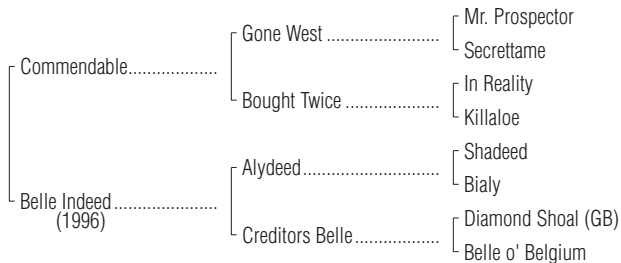 Mr. Prospector
Gone West ......................
Secrettame
Commendable...................
In Reality
Bought Twice ...................
Killaloe
Shadeed
Alydeed...........................
Bialy
Belle Indeed.....................
(1996)
Diamond Shoal (GB)
Creditors Belle.................
Belle o' Belgium